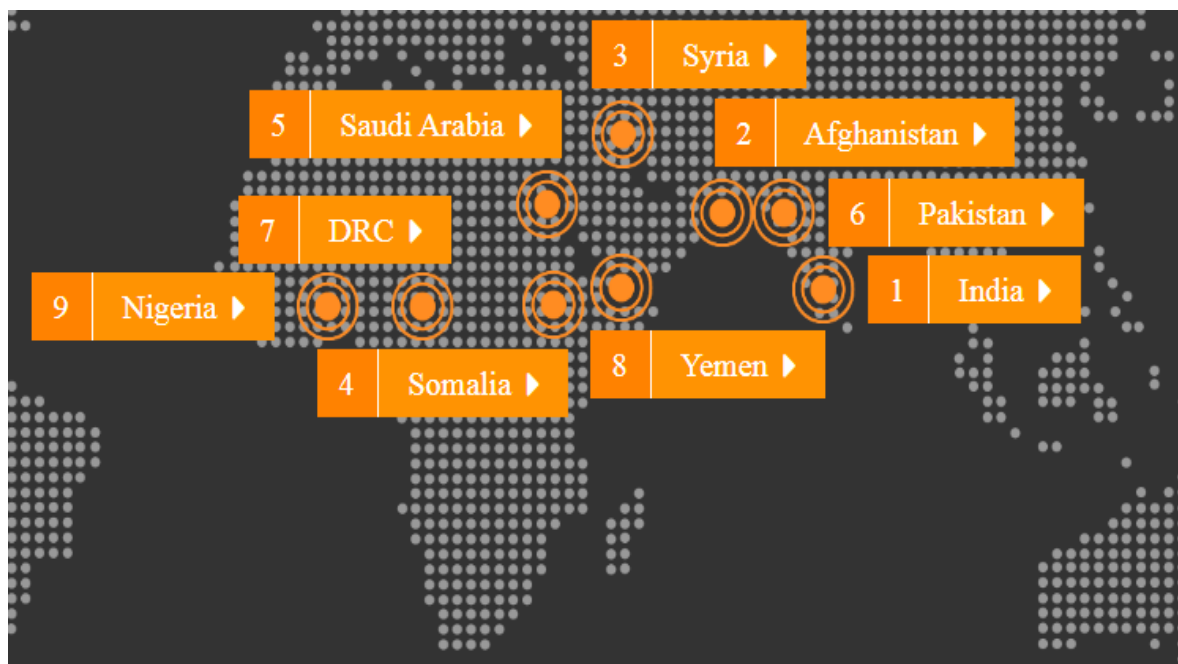 3 Syria
5 Saudi Arabia
2 Afghanistan
7 DRC
6 Pakistan
9 Nigeria
1 India
4 Somalia
8 Yemen